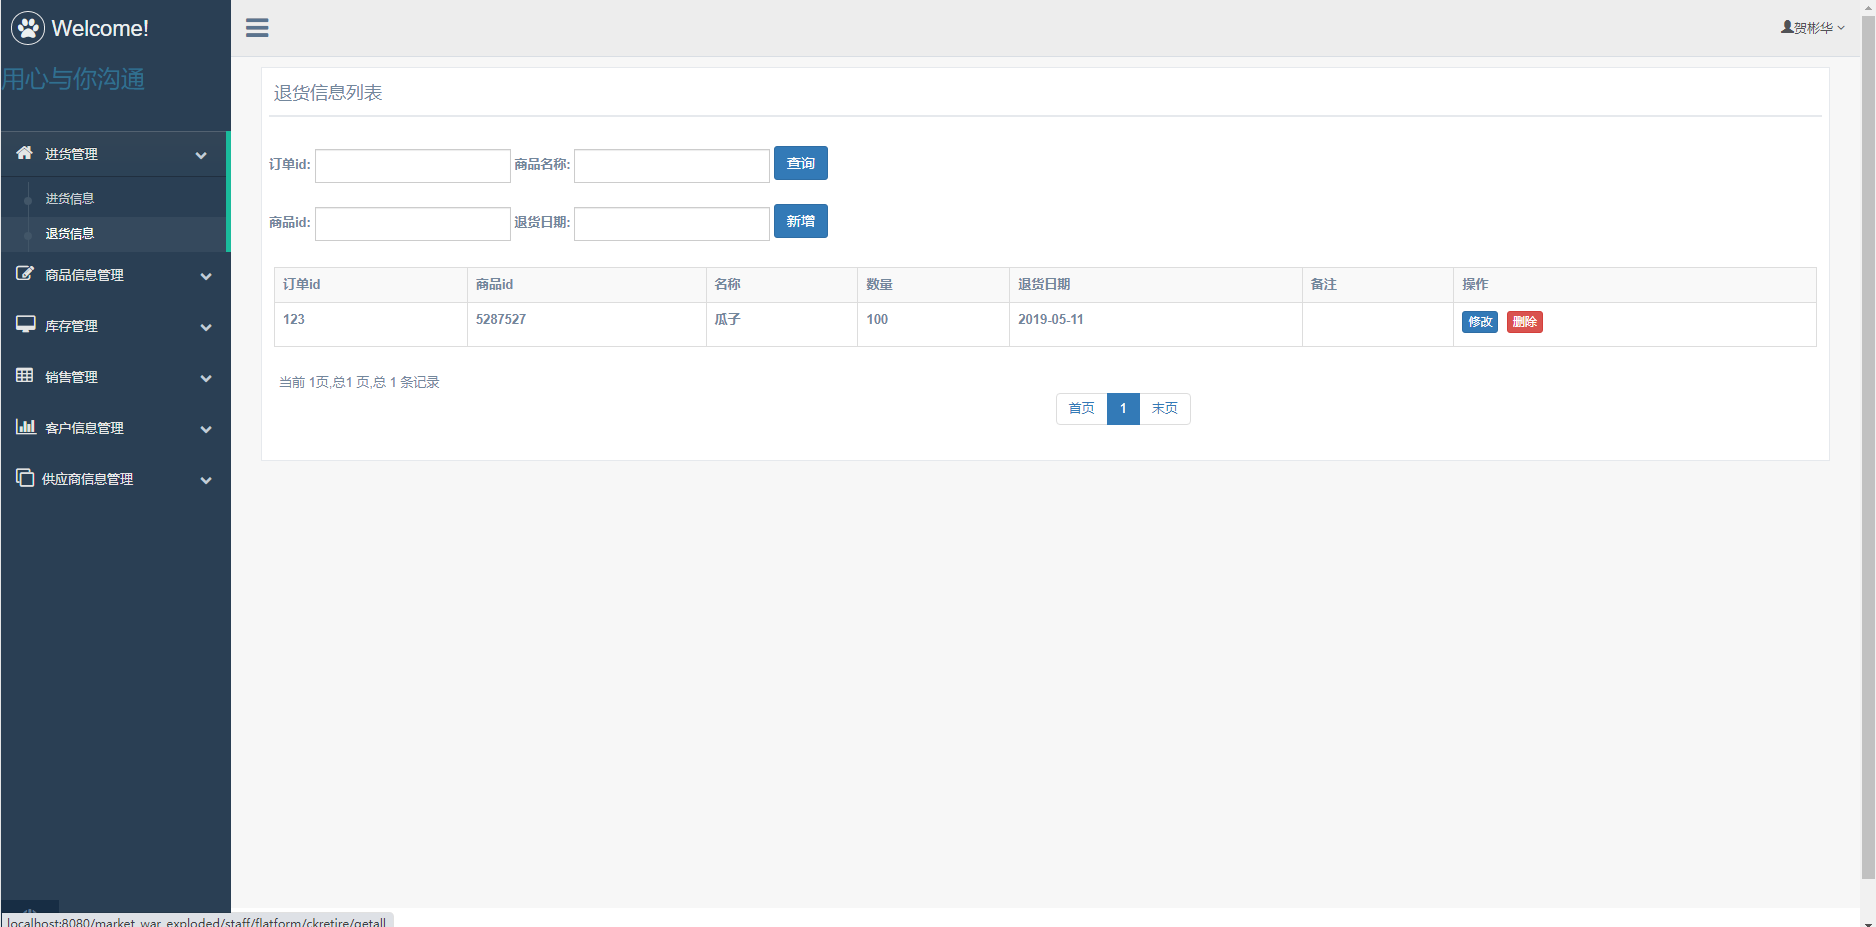 Welcome!
贺彬华
用心与你沟通
进货管理
进货信息
退货信息
商品信息管理
库存管理
销售管理
客户信息管理
供应商信息管理
退货信息列表
订单id: 商品名称: 查询
商品id: 退货日期: 新增
订单id 商品id 名称 数量 退货日期 备注 操作
123 5287527 瓜子 100 2019-05-11 修改 删除
当前 1页,总1 页,总 1 条记录
首页 1 末页
localhost:8080/market_war_exploded/staff/flatform/ckretire/getall